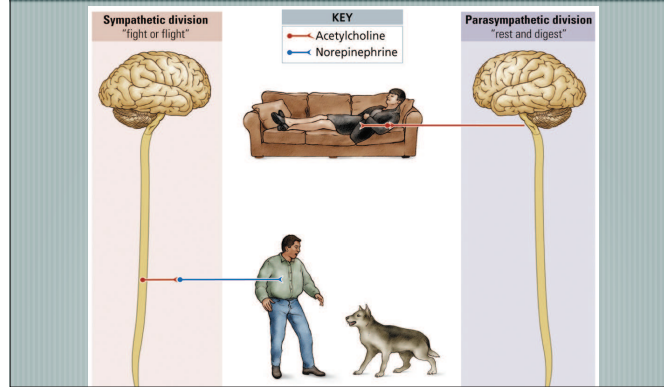 Sympathetic division
"fight or flight"
KEY
Acetylcholine
Norepinephrine
Parasympathetic division
"rest and digest"